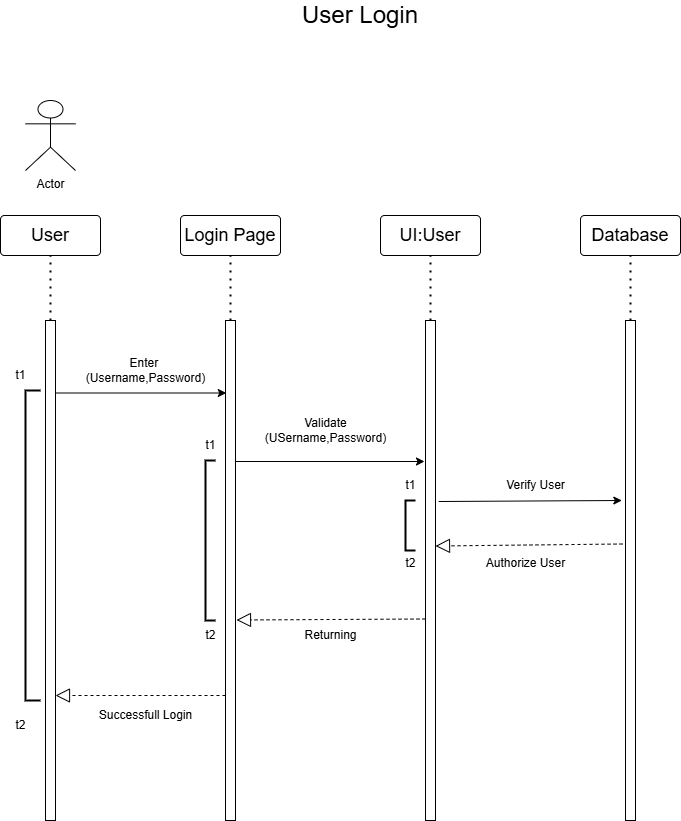 User Login
Actor
User
Login Page
UI:User
Database
t1
Enter
(Username,Password)
Validate
(USername,Password)
t1
t1
Verify User
t2
Authorize User
t2
Returning
Successfull Login
t2